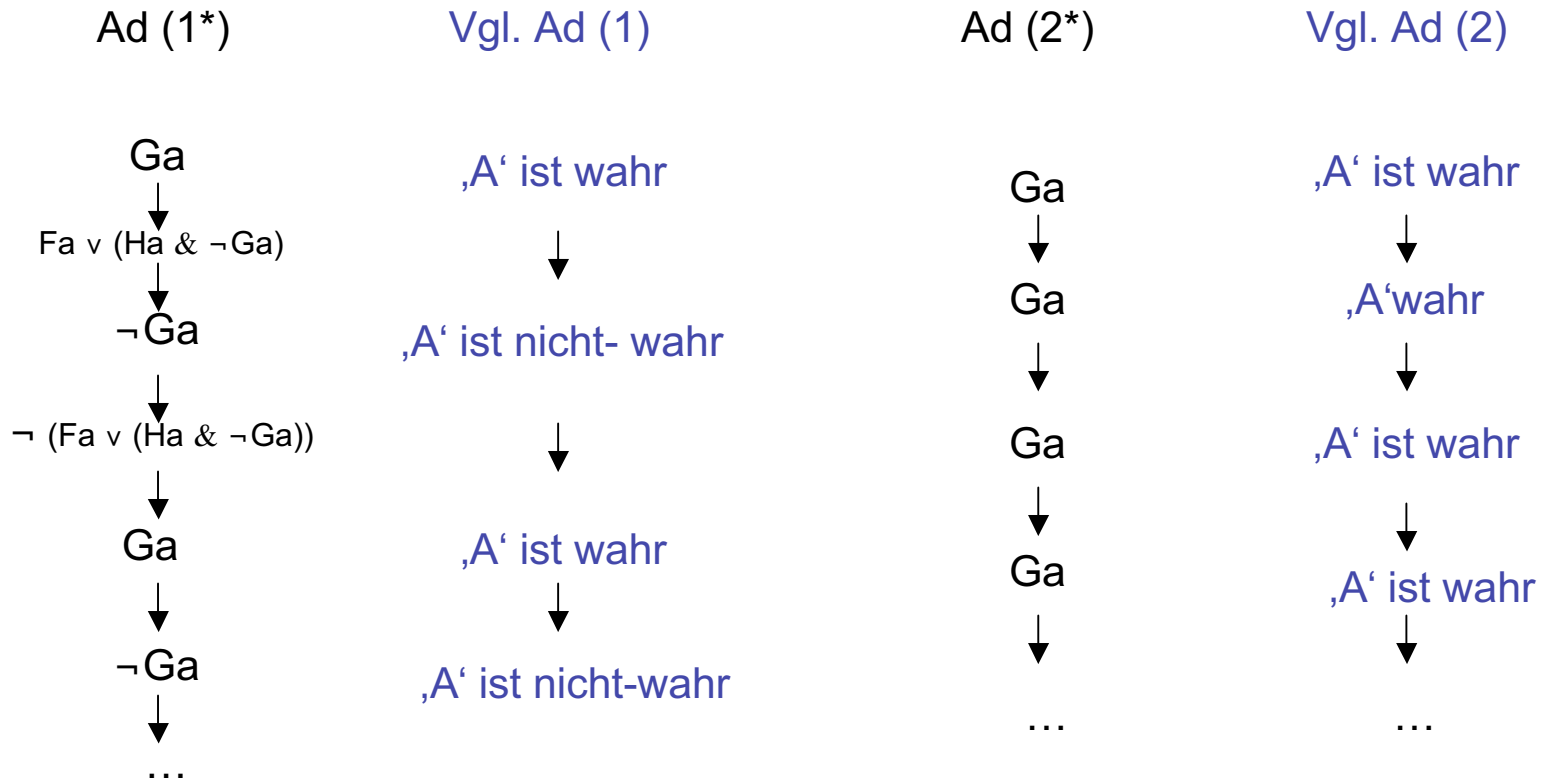 Ad (1*)
Vgl. Ad (1)
Ad (2*)
Vgl. Ad (2)
Ga
Fa ∨ (Ha & ¬Ga)
¬Ga
¬ (Fa ∨ (Ha & ¬Ga))
Ga
¬Ga
…
‚A‘ ist wahr
‚A‘ ist nicht- wahr
‚A‘ ist wahr
‚A‘ ist nicht-wahr
Ga
Ga
Ga
Ga
…
‚A‘ ist wahr
‚A‘wahr
‚A‘ ist wahr
‚A‘ ist wahr
…